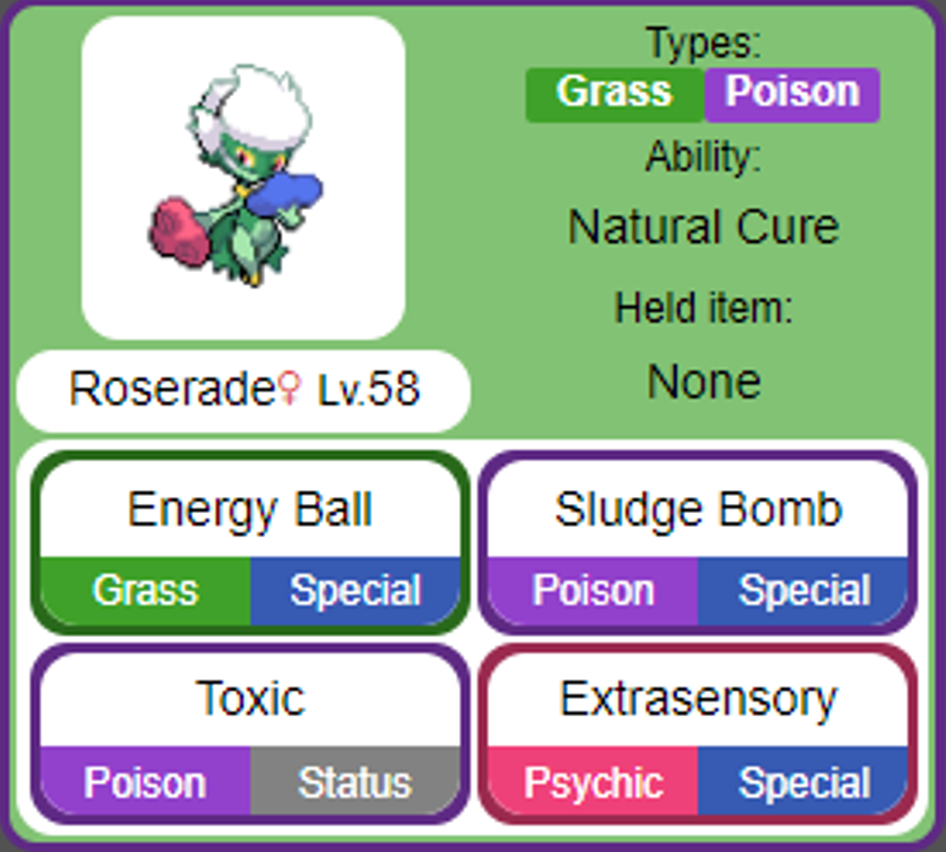 Types:
Grass Poison
Ability:
Natural Cure
Held item:
None
Roserade♀ Lv.58
Energy Ball
Grass Special
Sludge Bomb
Poison Special
Toxic
Poison Status
Extrasensory
Psychic Special